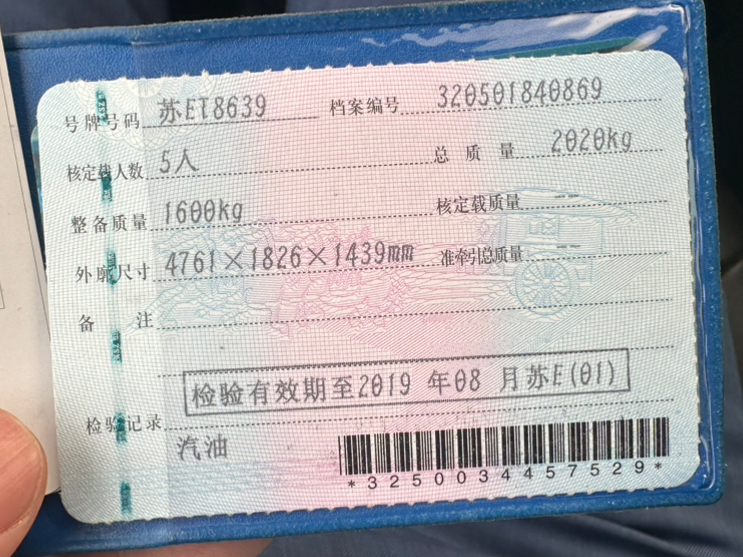 号牌号码 苏ET8639 档案编号 320501840869
核定载人数 5人 总质量 2020kg
整备质量 1600kg 核定载质量 --
外廓尺寸 4761×1826×1439mm 准牵引总质量 --
备注
检验有效期至2019年08月苏E(01)
检验记录
汽油
*3250034457529*